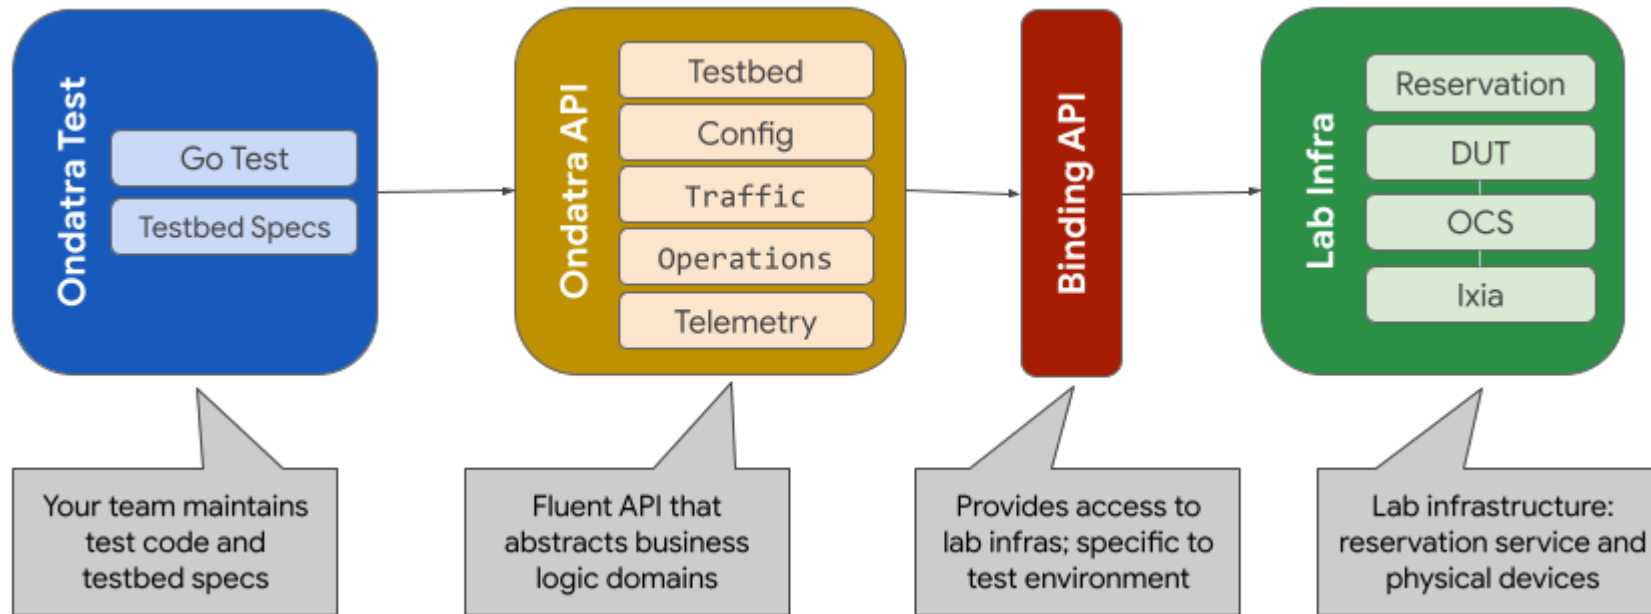 Ondatra Test
Go Test
Testbed Specs
Ondatra API
Testbed
Config
Traffic
Operations
Telemetry
Binding API
Lab Infra
Reservation
DUT
OCS
Ixia
Your team maintains
test code and
testbed specs
Fluent API that
abstracts business
logic domains
Provides access to
lab infras; specific to
test environment
Lab infrastructure:
reservation service and
physical devices